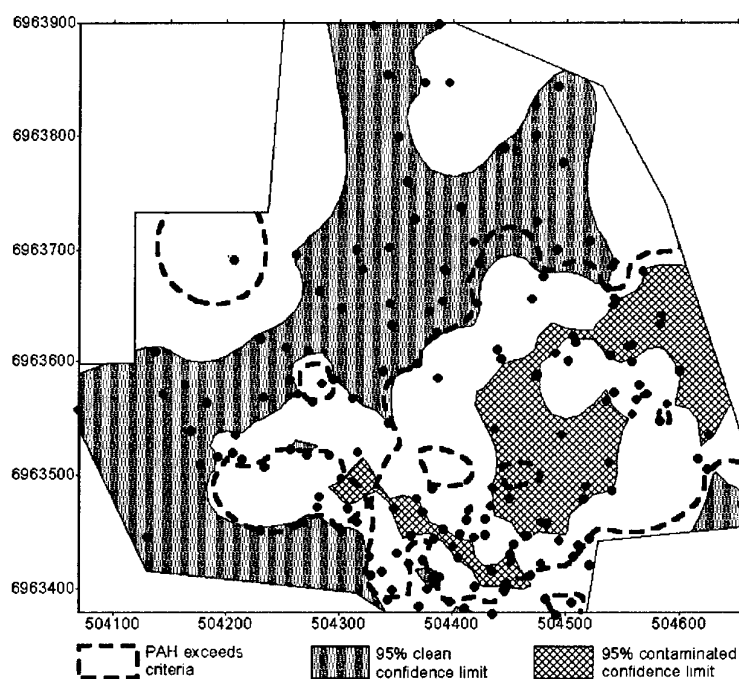 6963900
6963800
6963700
6963600
6963500
6963400
504100 504200 504300 504400 504500 504600
PAH exceeds criteria
95% clean confidence limit
95% contaminated confidence limit